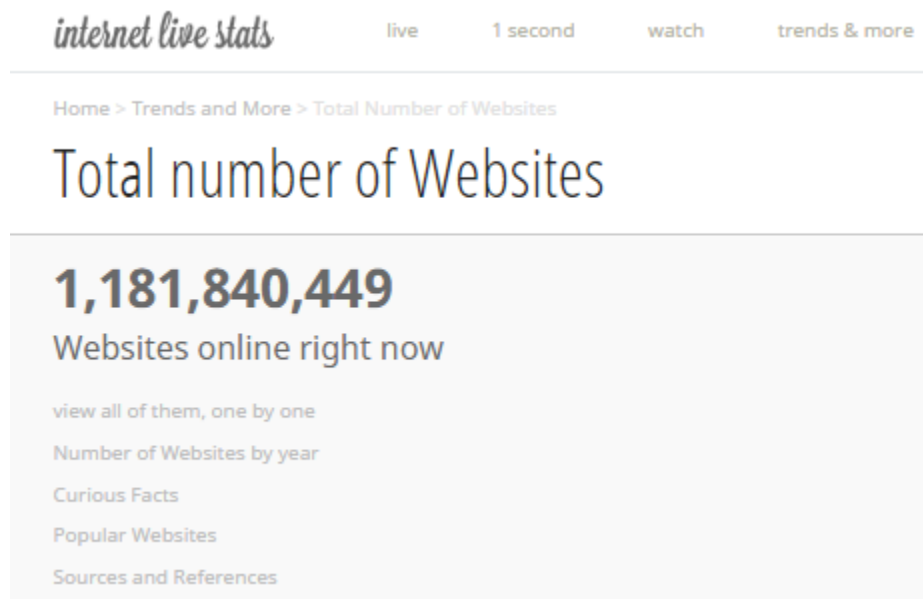 internet live stats live 1 second watch trends & more
Home > Trends and More > Total Number of Websites
Total number of Websites
1,181,840,449
Websites online right now
view all of them, one by one
Number of Websites by year
Curious Facts
Popular Websites
Sources and References